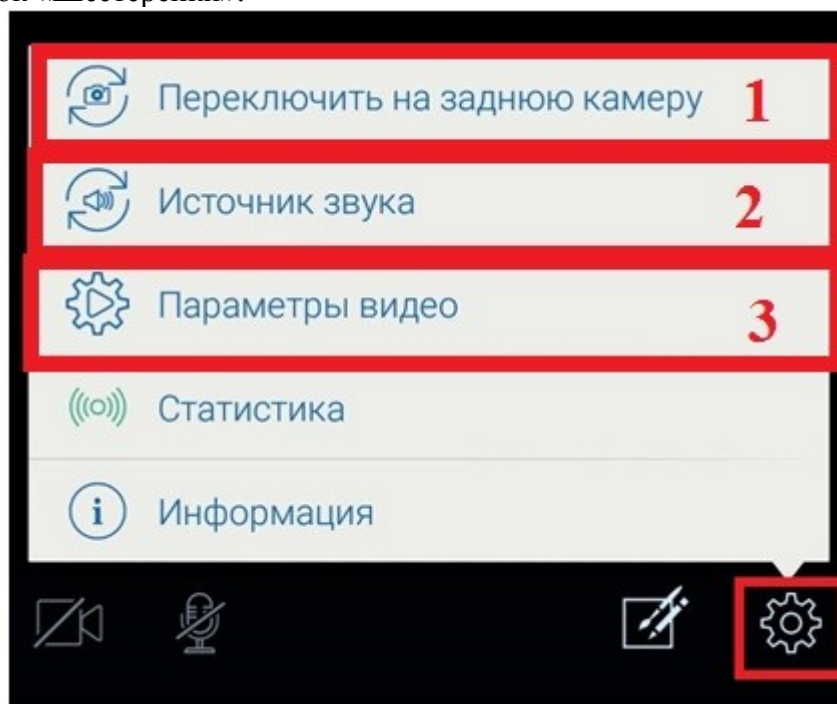 Переключить на заднюю камеру 1
Источник звука 2
Параметры видео 3
Статистика
i Информация